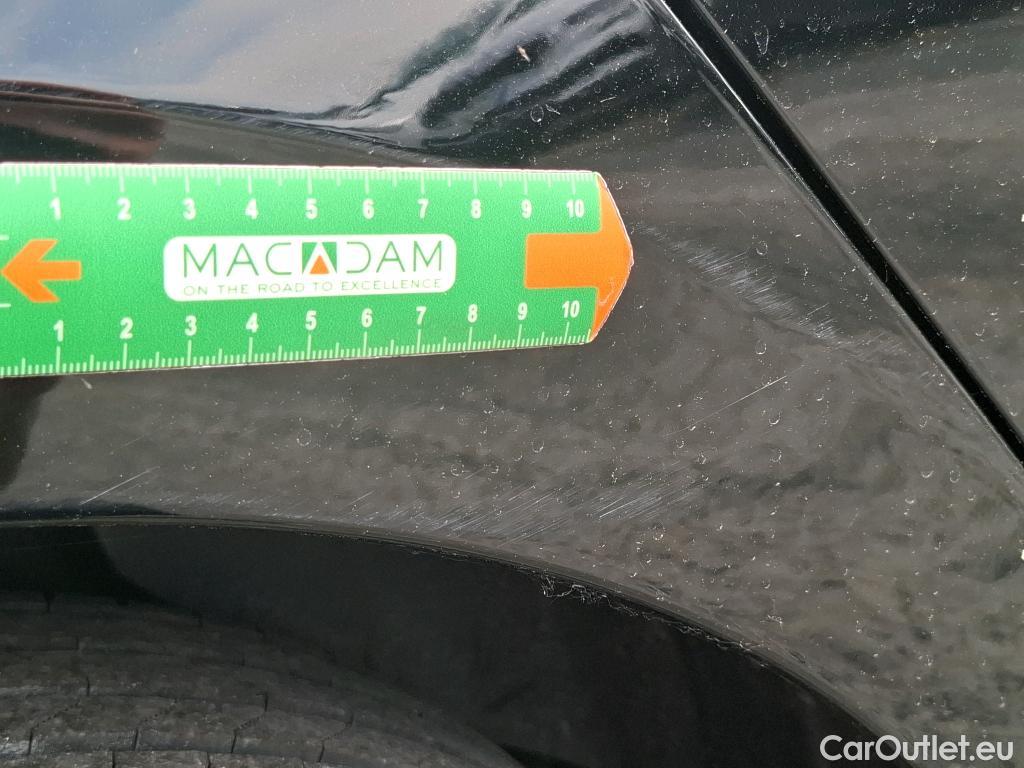 1 2 3 4 5 6 7 8 9 10
MACADAM
ON THE ROAD TO EXCELLENCE
1 2 3 4 5 6 7 8 9 10
CarOutlet.eu